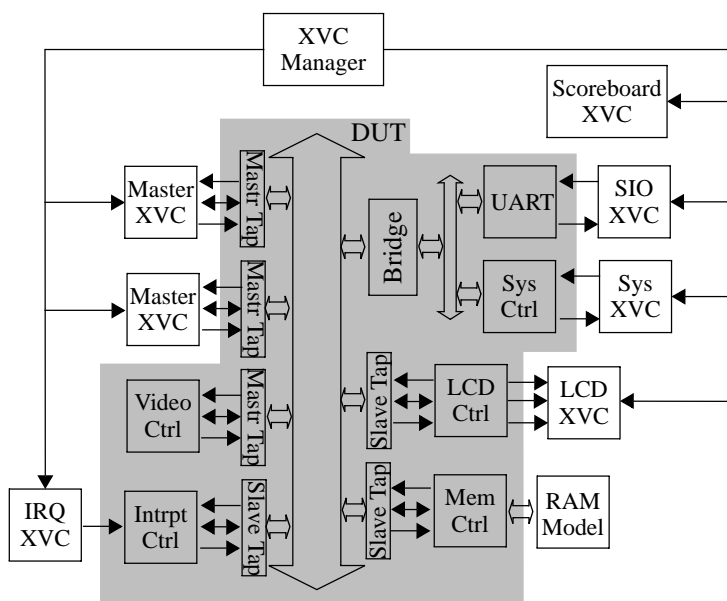 XVC
Manager
Scoreboard
XVC
DUT
Master
XVC
Mastr Tap
UART
SIO
XVC
Bridge
Master
XVC
Mastr Tap
Sys
Ctrl
Sys
XVC
Video
Ctrl
Mastr Tap
Slave Tap
LCD
Ctrl
LCD
XVC
IRQ
XVC
Intrpt
Ctrl
Slave Tap
Slave Tap
Mem
Ctrl
RAM
Model